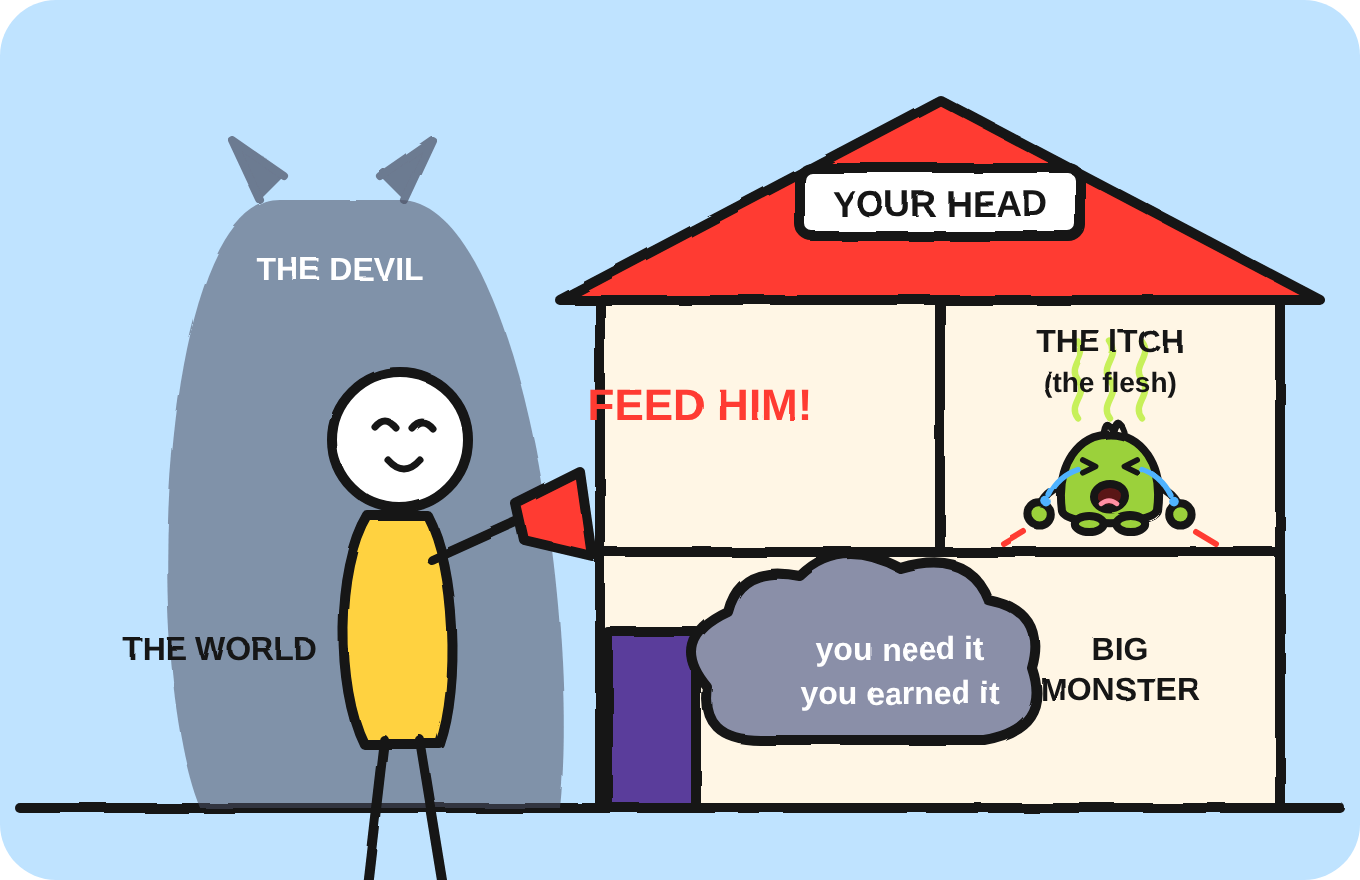 YOUR HEAD
THE DEVIL
THE ITCH
(the flesh)
FEED HIM!
THE WORLD
you need it
you earned it
BIG
MONSTER